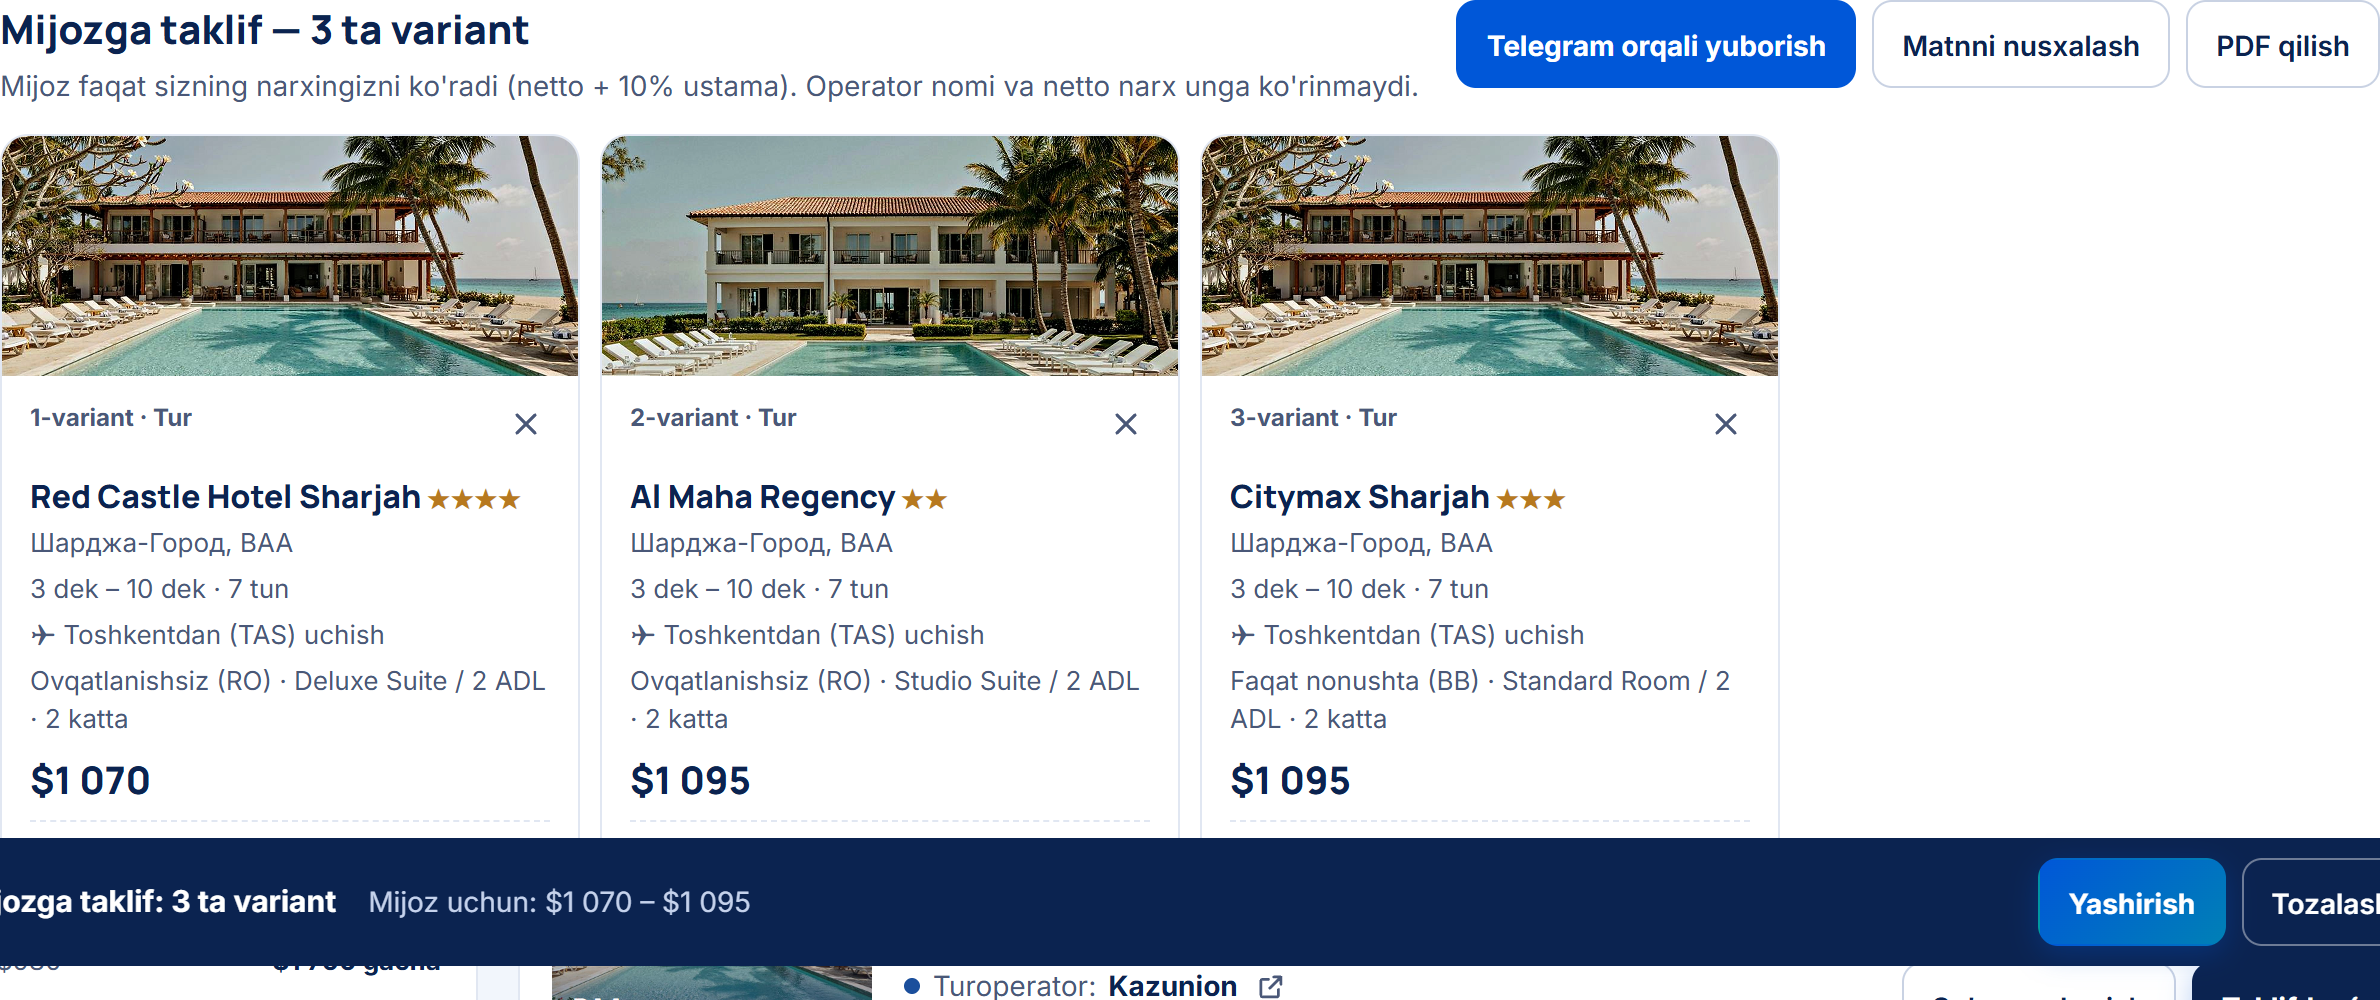 Mijozga taklif — 3 ta variant
Telegram orqali yuborish
Matnni nusxalash
PDF qilish
Mijoz faqat sizning narxingizni ko'radi (netto + 10% ustama). Operator nomi va netto narx unga ko'rinmaydi.
1-variant · Tur
Red Castle Hotel Sharjah ★★★★
Шарджа-Город, BAA
3 dek – 10 dek · 7 tun
✈ Toshkentdan (TAS) uchish
Ovqatlanishsiz (RO) · Deluxe Suite / 2 ADL
· 2 katta
$1 070
2-variant · Tur
Al Maha Regency ★★
Шарджа-Город, BAA
3 dek – 10 dek · 7 tun
✈ Toshkentdan (TAS) uchish
Ovqatlanishsiz (RO) · Studio Suite / 2 ADL
· 2 katta
$1 095
3-variant · Tur
Citymax Sharjah ★★★
Шарджа-Город, BAA
3 dek – 10 dek · 7 tun
✈ Toshkentdan (TAS) uchish
Faqat nonushta (BB) · Standard Room / 2
ADL · 2 katta
$1 095
jozga taklif: 3 ta variant
Mijoz uchun: $1 070 – $1 095
Yashirish
Tozalash
Turoperator: Kazunion